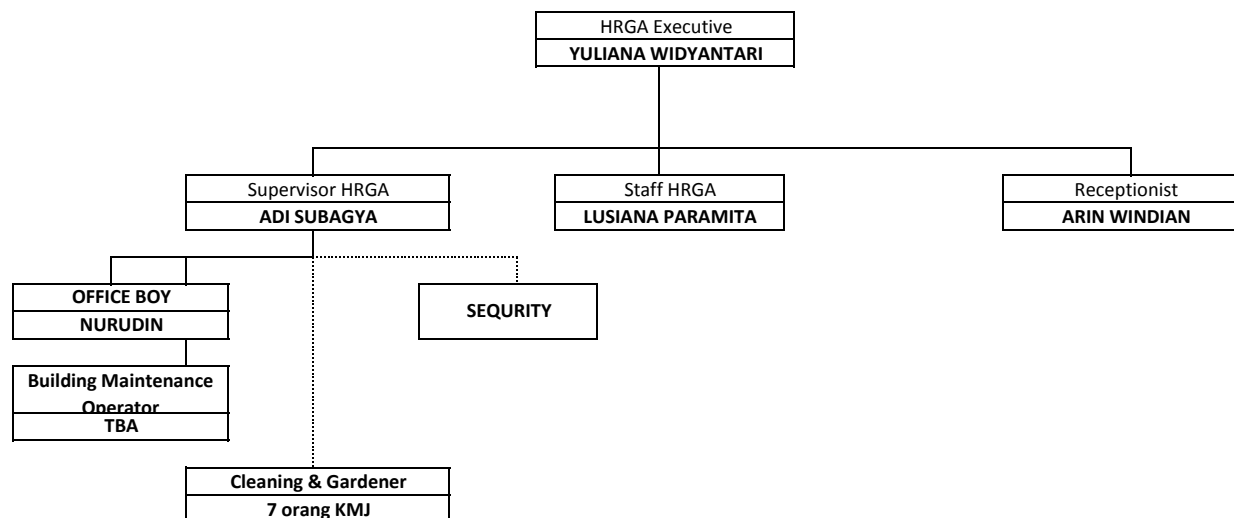 HRGA Executive
YULIANA WIDYANTARI
Supervisor HRGA
ADI SUBAGYA
Staff HRGA
LUSIANA PARAMITA
Receptionist
ARIN WINDIAN
OFFICE BOY
NURUDIN
SEQURITY
Building Maintenance
Operator
TBA
Cleaning & Gardener
7 orang KMJ